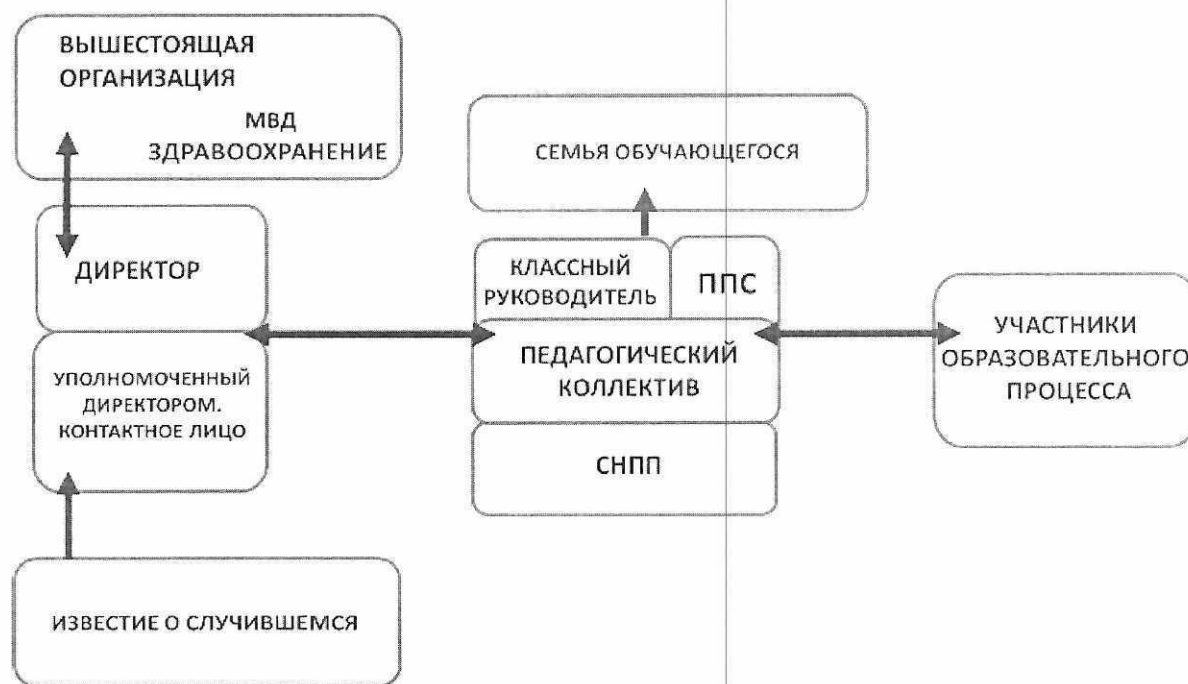 ВЫШЕСТОЯЩАЯ
ОРГАНИЗАЦИЯ
МВД
ЗДРАВООХРАНЕНИЕ
СЕМЬЯ ОБУЧАЮЩЕГОСЯ
ДИРЕКТОР
КЛАССНЫЙ
РУКОВОДИТЕЛЬ
ППС
УПОЛНОМОЧЕННЫЙ
ДИРЕКТОРОМ.
КОНТАКТНОЕ ЛИЦО
ПЕДАГОГИЧЕСКИЙ
КОЛЛЕКТИВ
УЧАСТНИКИ
ОБРАЗОВАТЕЛЬНОГО
ПРОЦЕССА
СНПП
ИЗВЕСТИЕ О СЛУЧИВШЕМСЯ